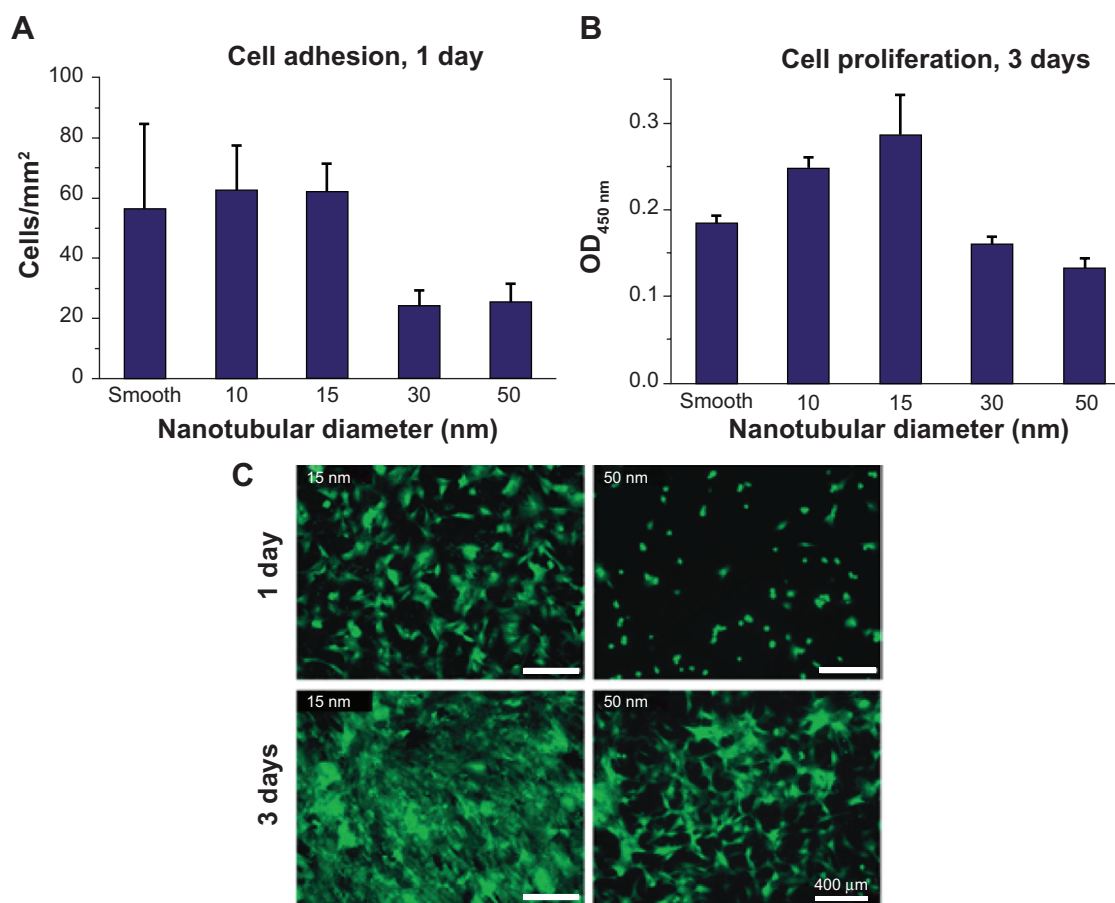 A
Cell adhesion, 1 day
100
80
60
40
20
0
Cells/mm²
Smooth 10 15 30 50
Nanotubular diameter (nm)
B
Cell proliferation, 3 days
0.3
0.2
0.1
0.0
OD450 nm
Smooth 10 15 30 50
Nanotubular diameter (nm)
C
15 nm
50 nm
1 day
15 nm
50 nm
3 days
400 µm